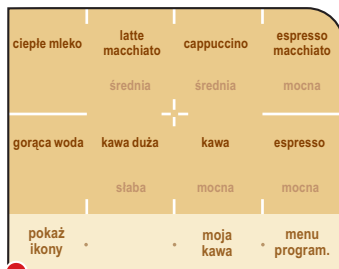 ciepłe mleko
latte
macchiato
cappuccino
espresso
macchiato
średnia
średnia
mocna
gorąca woda
kawa duża
kawa
espresso
słaba
mocna
mocna
pokaż
ikony
moja
kawa
menu
program.